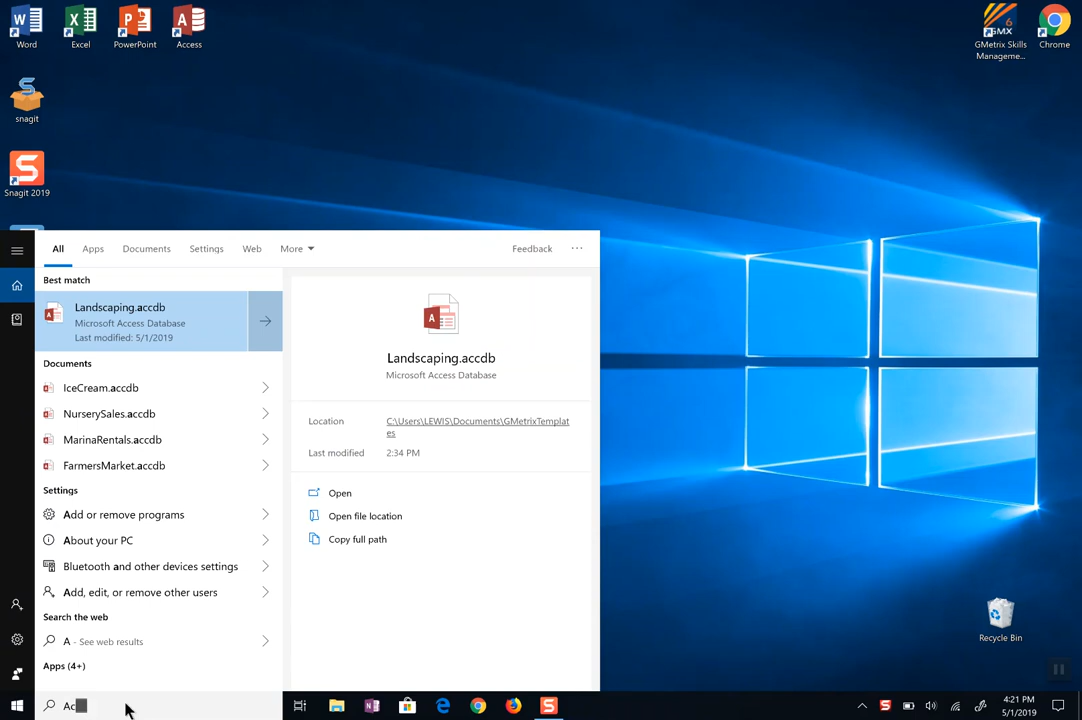 Word
Excel
PowerPoint
Access
GMetrix Skills
Manageme...
Chrome
6
GMX
snagit
Snagit 2019
All
Apps
Documents
Settings
Web
More
Feedback
...
Best match
Landscaping.accdb
Microsoft Access Database
Last modified: 5/1/2019
Documents
IceCream.accdb
NurserySales.accdb
MarinaRentals.accdb
FarmersMarket.accdb
Settings
Add or remove programs
About your PC
Bluetooth and other devices settings
Add, edit, or remove other users
Search the web
A - See web results
Apps (4+)
Landscaping.accdb
Microsoft Access Database
Location
C:\Users\LEWIS\Documents\GMetrixTemplat
es
Last modified
2:34 PM
Open
Open file location
Copy full path
Recycle Bin
Ac
4:21 PM
5/1/2019